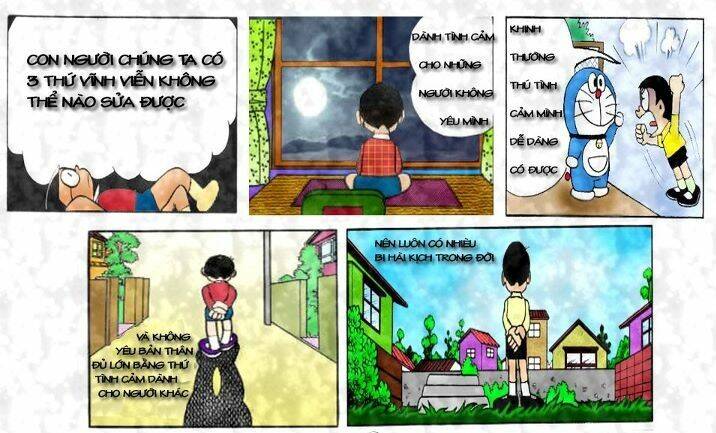 CON NGƯỜI CHÚNG TA CÓ
3 THỨ VĨNH VIỄN KHÔNG
THỂ NÀO SỬA ĐƯỢC
DÀNH TÌNH CẢM
CHO NHỮNG
NGƯỜI KHÔNG
YÊU MÌNH
KHINH
THƯỜNG
THÚ TÌNH
CẢM MÌNH
DỄ DÀNG
CÓ ĐƯỢC
VÀ KHÔNG
YÊU BẢN THÂN
ĐỦ LỚN BẰNG THỨ
TÌNH CẢM DÀNH
CHO NGƯỜI KHÁC
NÊN LUÔN CÓ NHIỀU
BI HÀI KỊCH TRONG ĐỜI